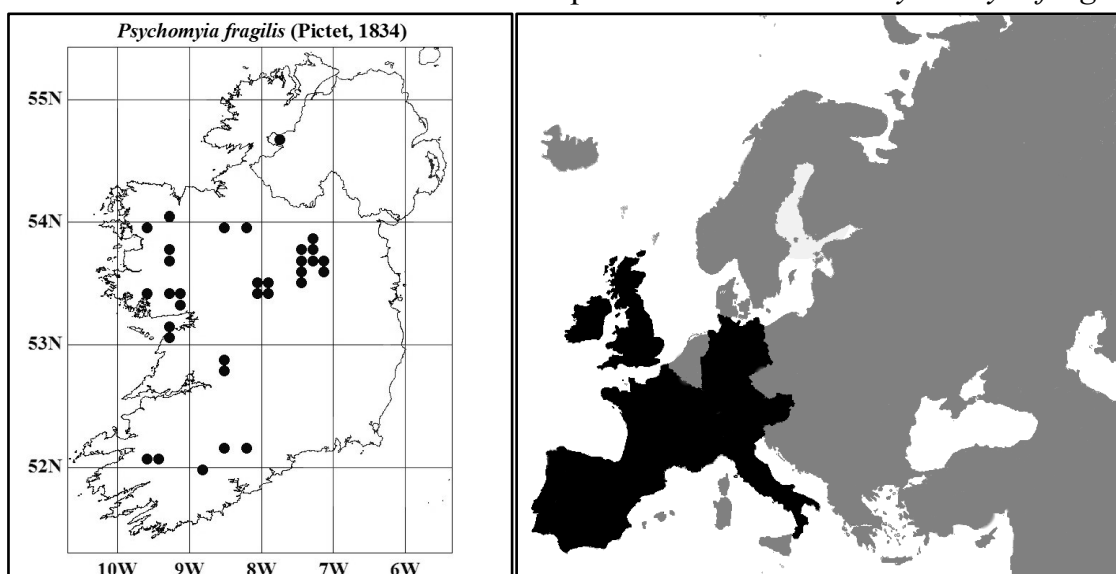 Psychomyia fragilis (Pictet, 1834)
55N
54N
53N
52N
10W 9W 8W 7W 6W